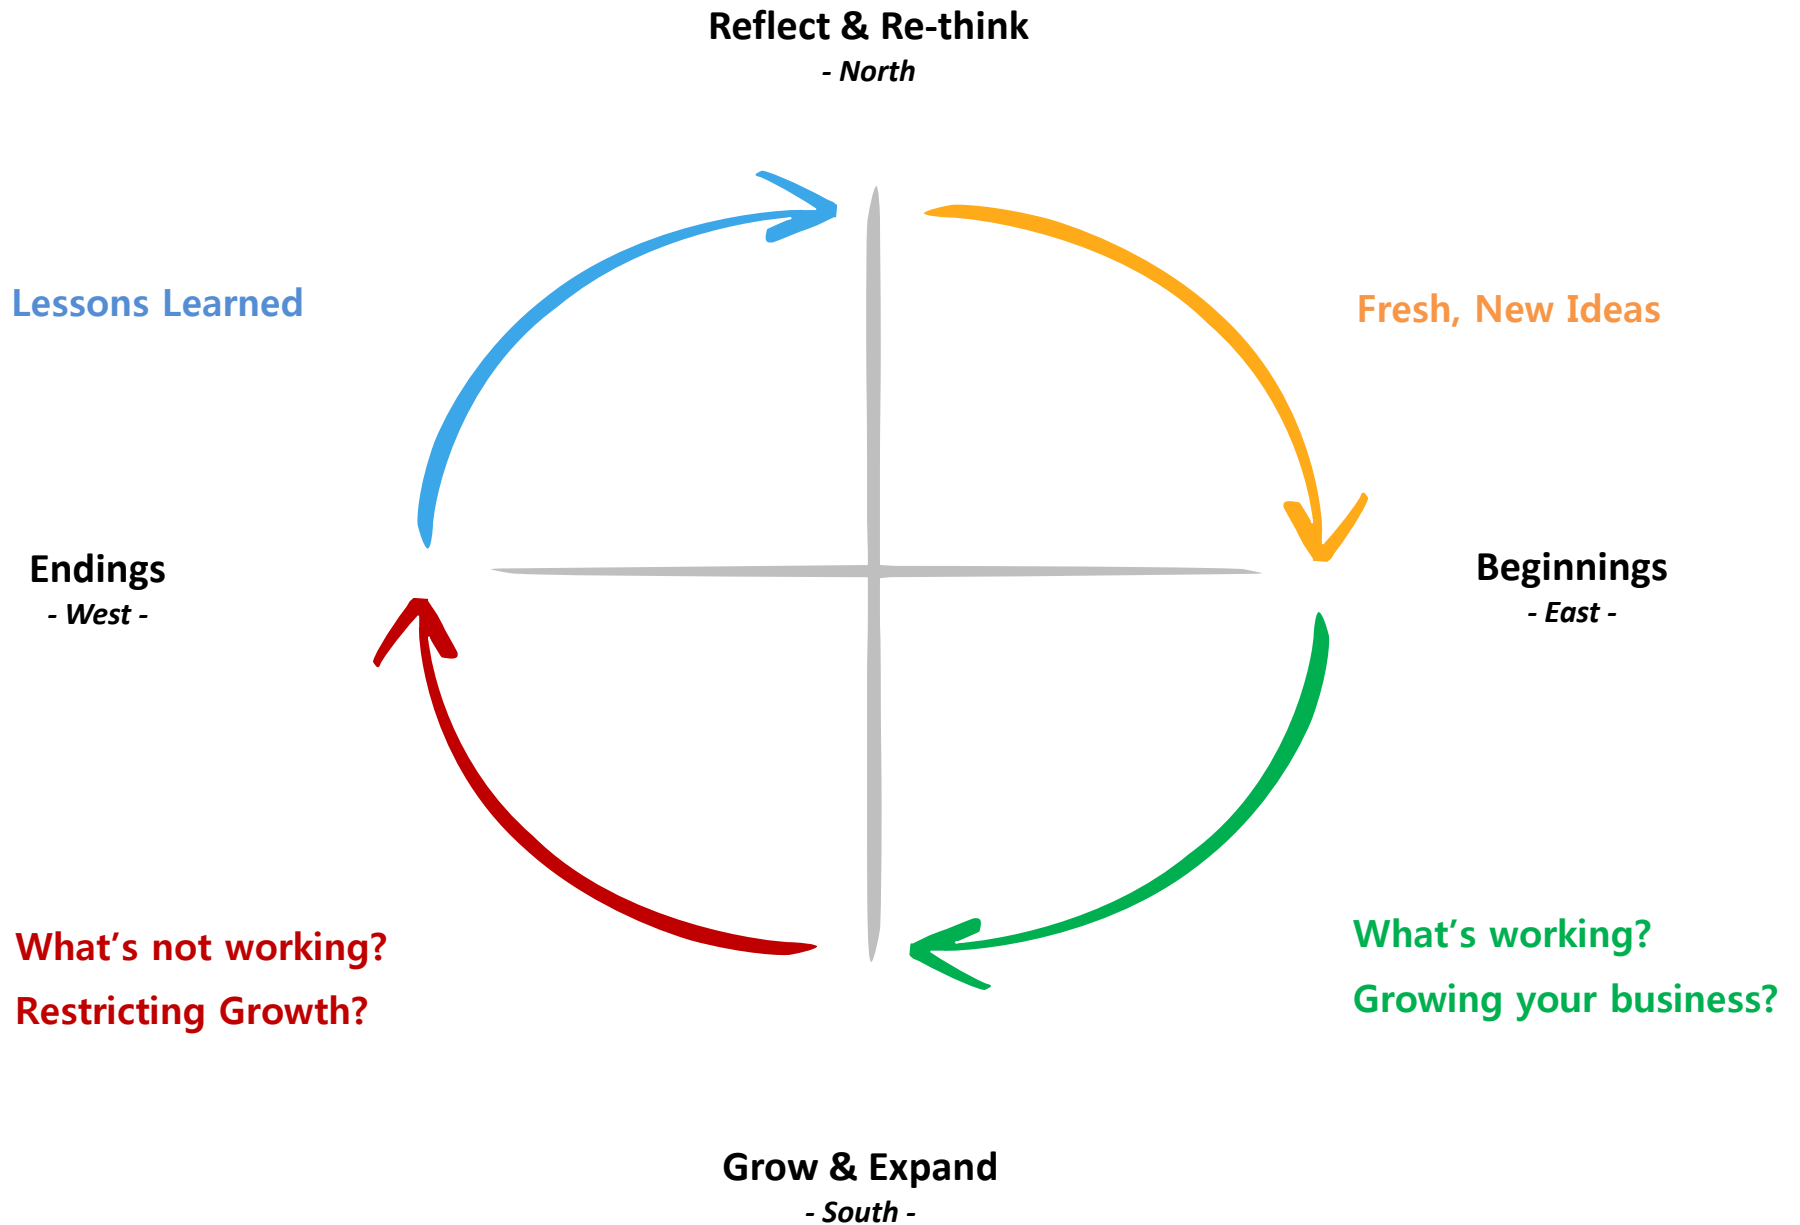 Reflect & Re-think
- North
Lessons Learned
Fresh, New Ideas
Endings
- West -
Beginnings
- East -
What's not working?
Restricting Growth?
What's working?
Growing your business?
Grow & Expand
- South -